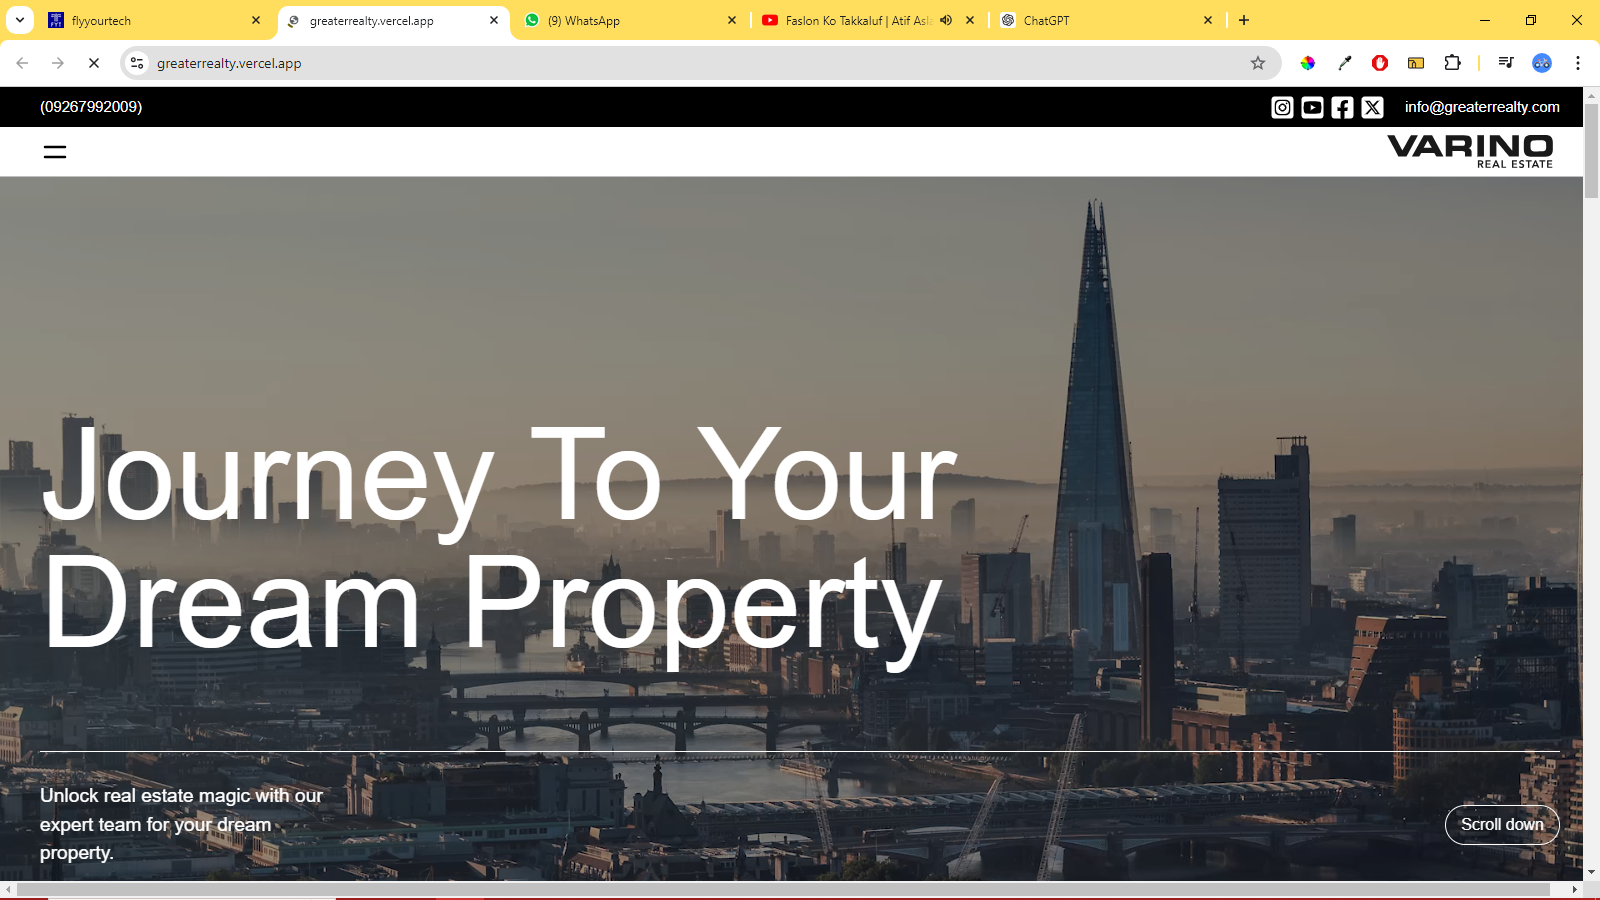 flyyourtech
greaterrealty.vercel.app
(9) WhatsApp
Faslon Ko Takkaluf | Atif Asla
ChatGPT
greaterrealty.vercel.app
(09267992009)
info@greaterrealty.com
VARINO
REAL ESTATE
Journey To Your
Dream Property
Unlock real estate magic with our
expert team for your dream
property.
Scroll down